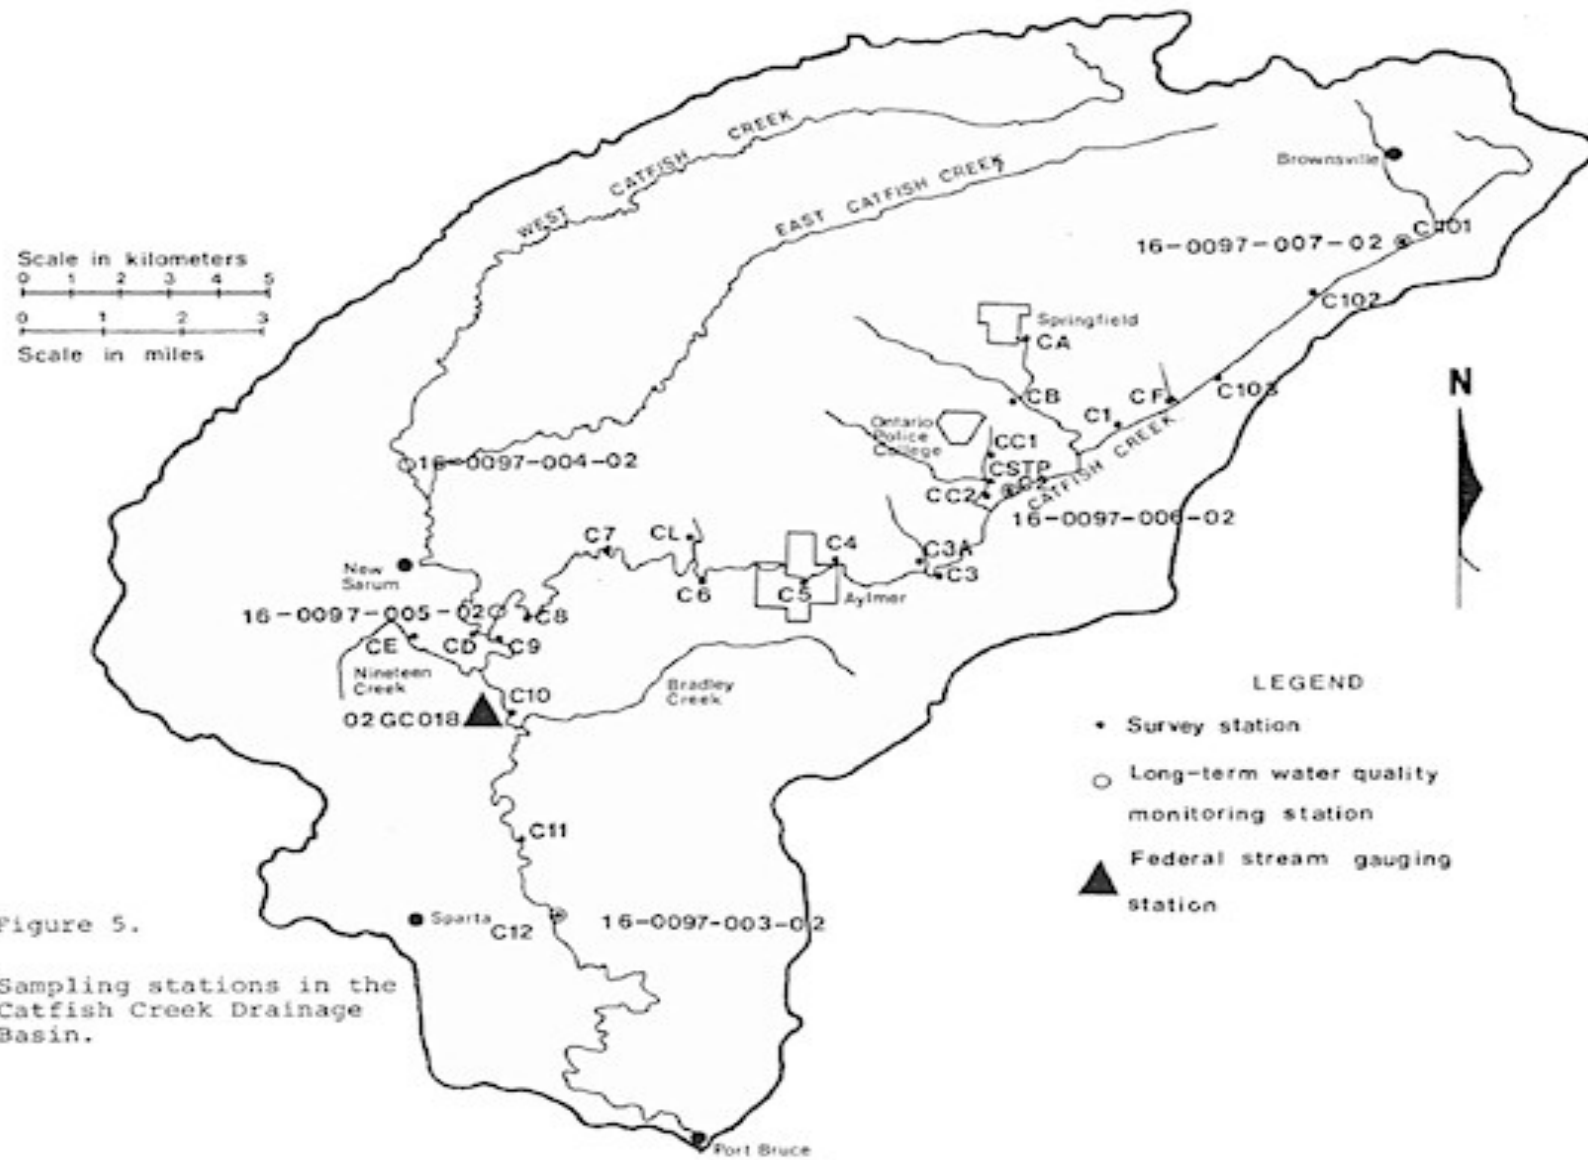 WEST CATFISH CREEK
EAST CATFISH CREEK
Brownsville
C101
16-0097-007-02
Scale in kilometers
0 1 2 3 4 5
0 1 2 3
Scale in miles
C102
Springfield
CA
N
C103
CB
CF
C1
Ontario
Police
College
CC1
CATFISH CREEK
16-0097-004-02
CSTP
C2
CC2
16-0097-006-02
C7
CL
C4
C3A
C3
New
Sarum
C6
C5
Aylmer
16-0097-005-02
C8
CE
CD
C9
Nineteen
Creek
Bradley
Creek
C10
02GC018
LEGEND
Survey station
Long-term water quality
monitoring station
Federal stream gauging
station
C11
Sparta
C12
16-0097-003-02
Figure 5.
Sampling stations in the
Catfish Creek Drainage
Basin.
Port Bruce